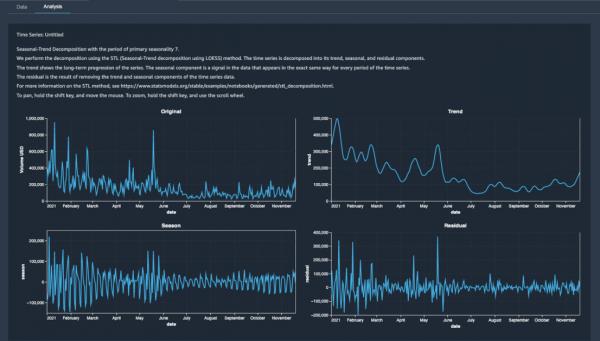 Data Analysis
Time Series: Untitled
Seasonal-Trend Decomposition with the period of primary seasonality 7.
We perform the decomposition using the STL (Seasonal-Trend decomposition using LOESS) method. The time series is decomposed into its trend, seasonal, and residual components.
The trend shows the long-term progression of the series. The seasonal component is a signal in the data that appears in the exact same way for every period of the time series.
The residual is the result of removing the trend and seasonal components of the time series data.
For more information on the STL method, see https://www.statsmodels.org/stable/examples/notebooks/generated/stl_decomposition.html.
To pan, hold the shift key, and move the mouse. To zoom, hold the shift key, and use the scroll wheel.
Original
1,000,000
800,000
600,000
400,000
200,000
0
Volume USD
2021 February March April May June July August September October November
date
Trend
500,000
400,000
300,000
200,000
100,000
0
trend
2021 February March April May June July August September October November
date
Season
200,000
100,000
0
−100,000
season
2021 February March April May June July August September October November
date
Residual
400,000
300,000
200,000
100,000
0
−100,000
−200,000
residual
2021 February March April May June July August September October November
date